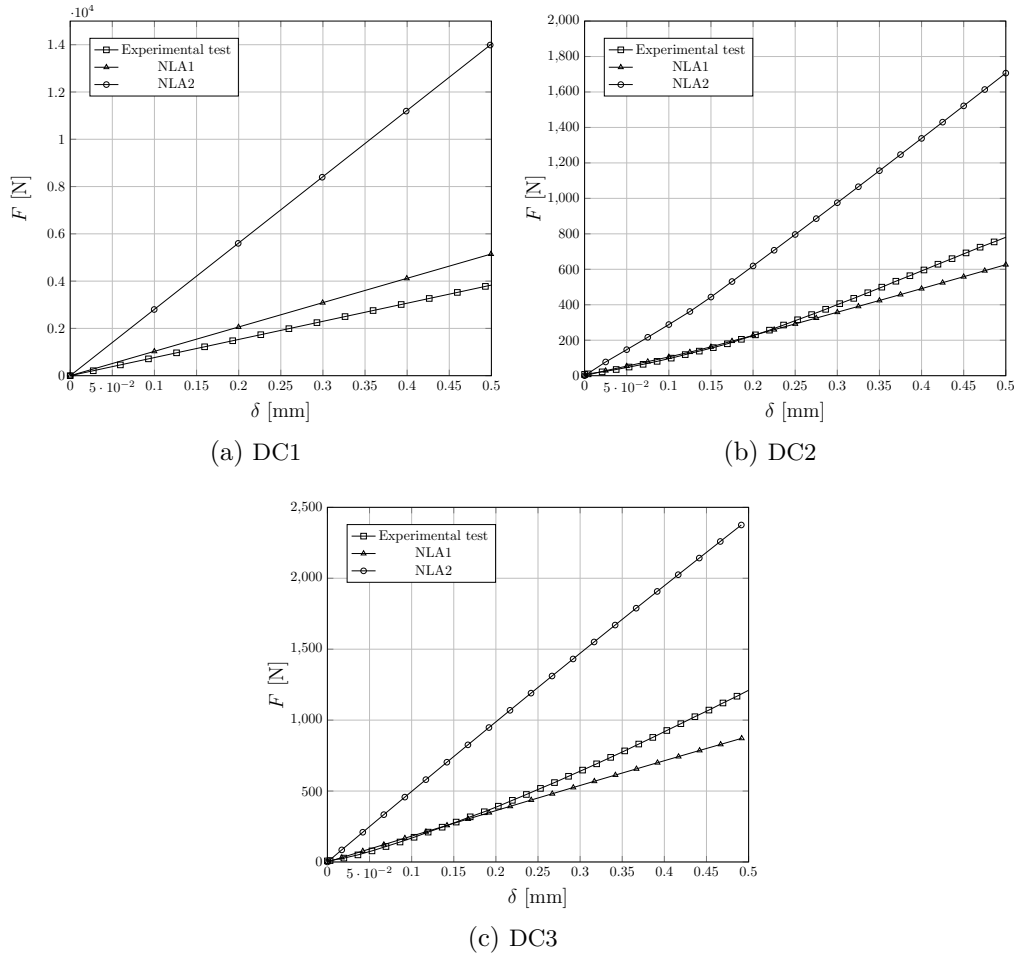 ·10⁴
1.4
1.2
1
0.8
0.6
0.4
0.2
0
F [N]
Experimental test
NLA1
NLA2
0 5 · 10⁻² 0.1 0.15 0.2 0.25 0.3 0.35 0.4 0.45 0.5
δ [mm]
(a) DC1
2,000
1,800
1,600
1,400
1,200
1,000
800
600
400
200
0
F [N]
Experimental test
NLA1
NLA2
0 5 · 10⁻² 0.1 0.15 0.2 0.25 0.3 0.35 0.4 0.45 0.5
δ [mm]
(b) DC2
2,500
2,000
1,500
1,000
500
0
F [N]
Experimental test
NLA1
NLA2
0 5 · 10⁻² 0.1 0.15 0.2 0.25 0.3 0.35 0.4 0.45 0.5
δ [mm]
(c) DC3